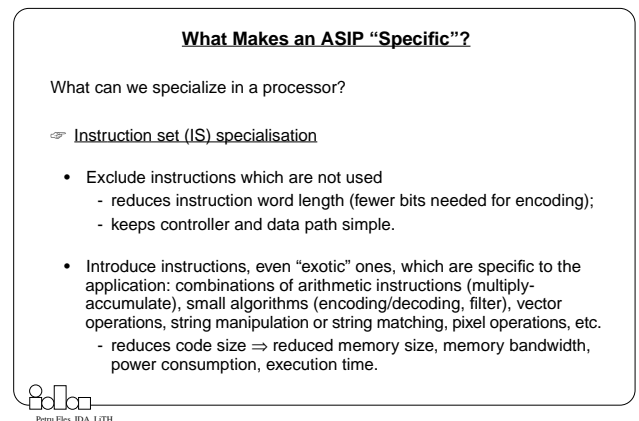 What Makes an ASIP “Specific”?
What can we specialize in a processor?
☞ Instruction set (IS) specialisation
• Exclude instructions which are not used
- reduces instruction word length (fewer bits needed for encoding);
- keeps controller and data path simple.
• Introduce instructions, even “exotic” ones, which are specific to the
application: combinations of arithmetic instructions (multiply-
accumulate), small algorithms (encoding/decoding, filter), vector
operations, string manipulation or string matching, pixel operations, etc.
- reduces code size ⇒ reduced memory size, memory bandwidth,
power consumption, execution time.
Petru Eles, IDA, LiTH